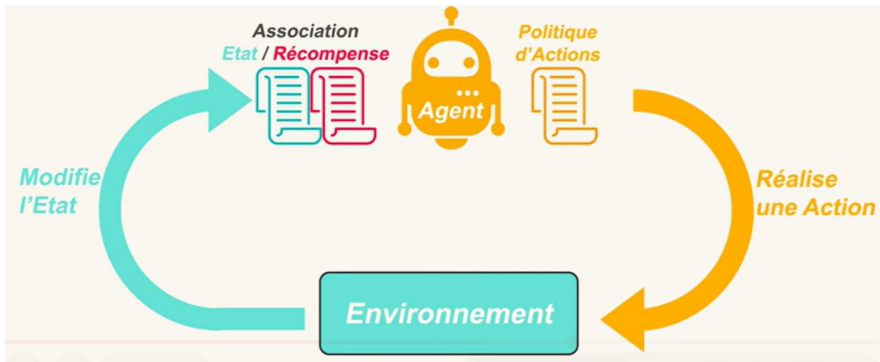 Association
Etat / Récompense
Agent
Politique
d'Actions
Modifie
l'Etat
Réalise
une Action
Environnement